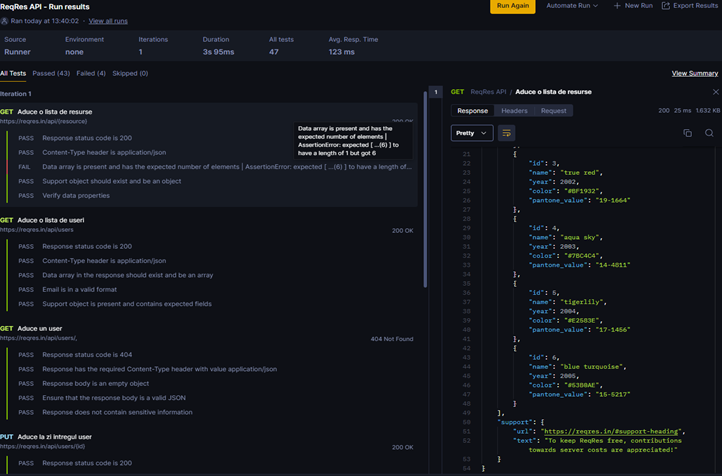 ReqRes API - Run results
Run Again
Automate Run
+ New Run
Export Results
Ran today at 13:40:02 · View all runs
Source Environment Iterations Duration All tests Avg. Resp. Time
Runner none 1 3s 95ms 47 123 ms
All Tests Passed (43) Failed (4) Skipped (0) View Summary
Iteration 1
GET Aduce o lista de resurse
https://reqres.in/api/{resource}
200 OK
Data array is present and has the
expected number of elements |
AssertionError: expected [ ...(6) ] to
have a length of 1 but got 6
PASS Response status code is 200
PASS Content-Type header is application/json
FAIL Data array is present and has the expected number of elements | AssertionError: expected [ ...(6) ] to have a length of...
PASS Support object should exist and be an object
PASS Verify data properties
GET Aduce o lista de useri
https://reqres.in/api/users
200 OK
PASS Response status code is 200
PASS Content-Type header is application/json
PASS Data array in the response should exist and be an array
PASS Email is in a valid format
PASS Support object is present and contains expected fields
GET Aduce un user
https://reqres.in/api/users/,
404 Not Found
PASS Response status code is 404
PASS Response has the required Content-Type header with value application/json
PASS Response body is an empty object
PASS Ensure that the response body is a valid JSON
PASS Response does not contain sensitive information
PUT Aduce la zi intregul user
https://reqres.in/api/users/{id}
200 OK
PASS Response status code is 200
1
GET ReqRes API / Aduce o lista de resurse
Response Headers Request
200 25 ms 1.632 KB
Pretty
21 {
22 "id": 3,
23 "name": "true red",
24 "year": 2002,
25 "color": "#BF1932",
26 "pantone_value": "19-1664"
27 },
28 {
29 "id": 4,
30 "name": "aqua sky",
31 "year": 2003,
32 "color": "#7BC4C4",
33 "pantone_value": "14-4811"
34 },
35 {
36 "id": 5,
37 "name": "tigerlily",
38 "year": 2004,
39 "color": "#E2583E",
40 "pantone_value": "17-1456"
41 },
42 {
43 "id": 6,
44 "name": "blue turquoise",
45 "year": 2005,
46 "color": "#53B0AE",
47 "pantone_value": "15-5217"
48 }
49 ],
50 "support": {
51 "url": "https://reqres.in/#support-heading",
52 "text": "To keep ReqRes free, contributions
towards server costs are appreciated!"
53 }
54 }